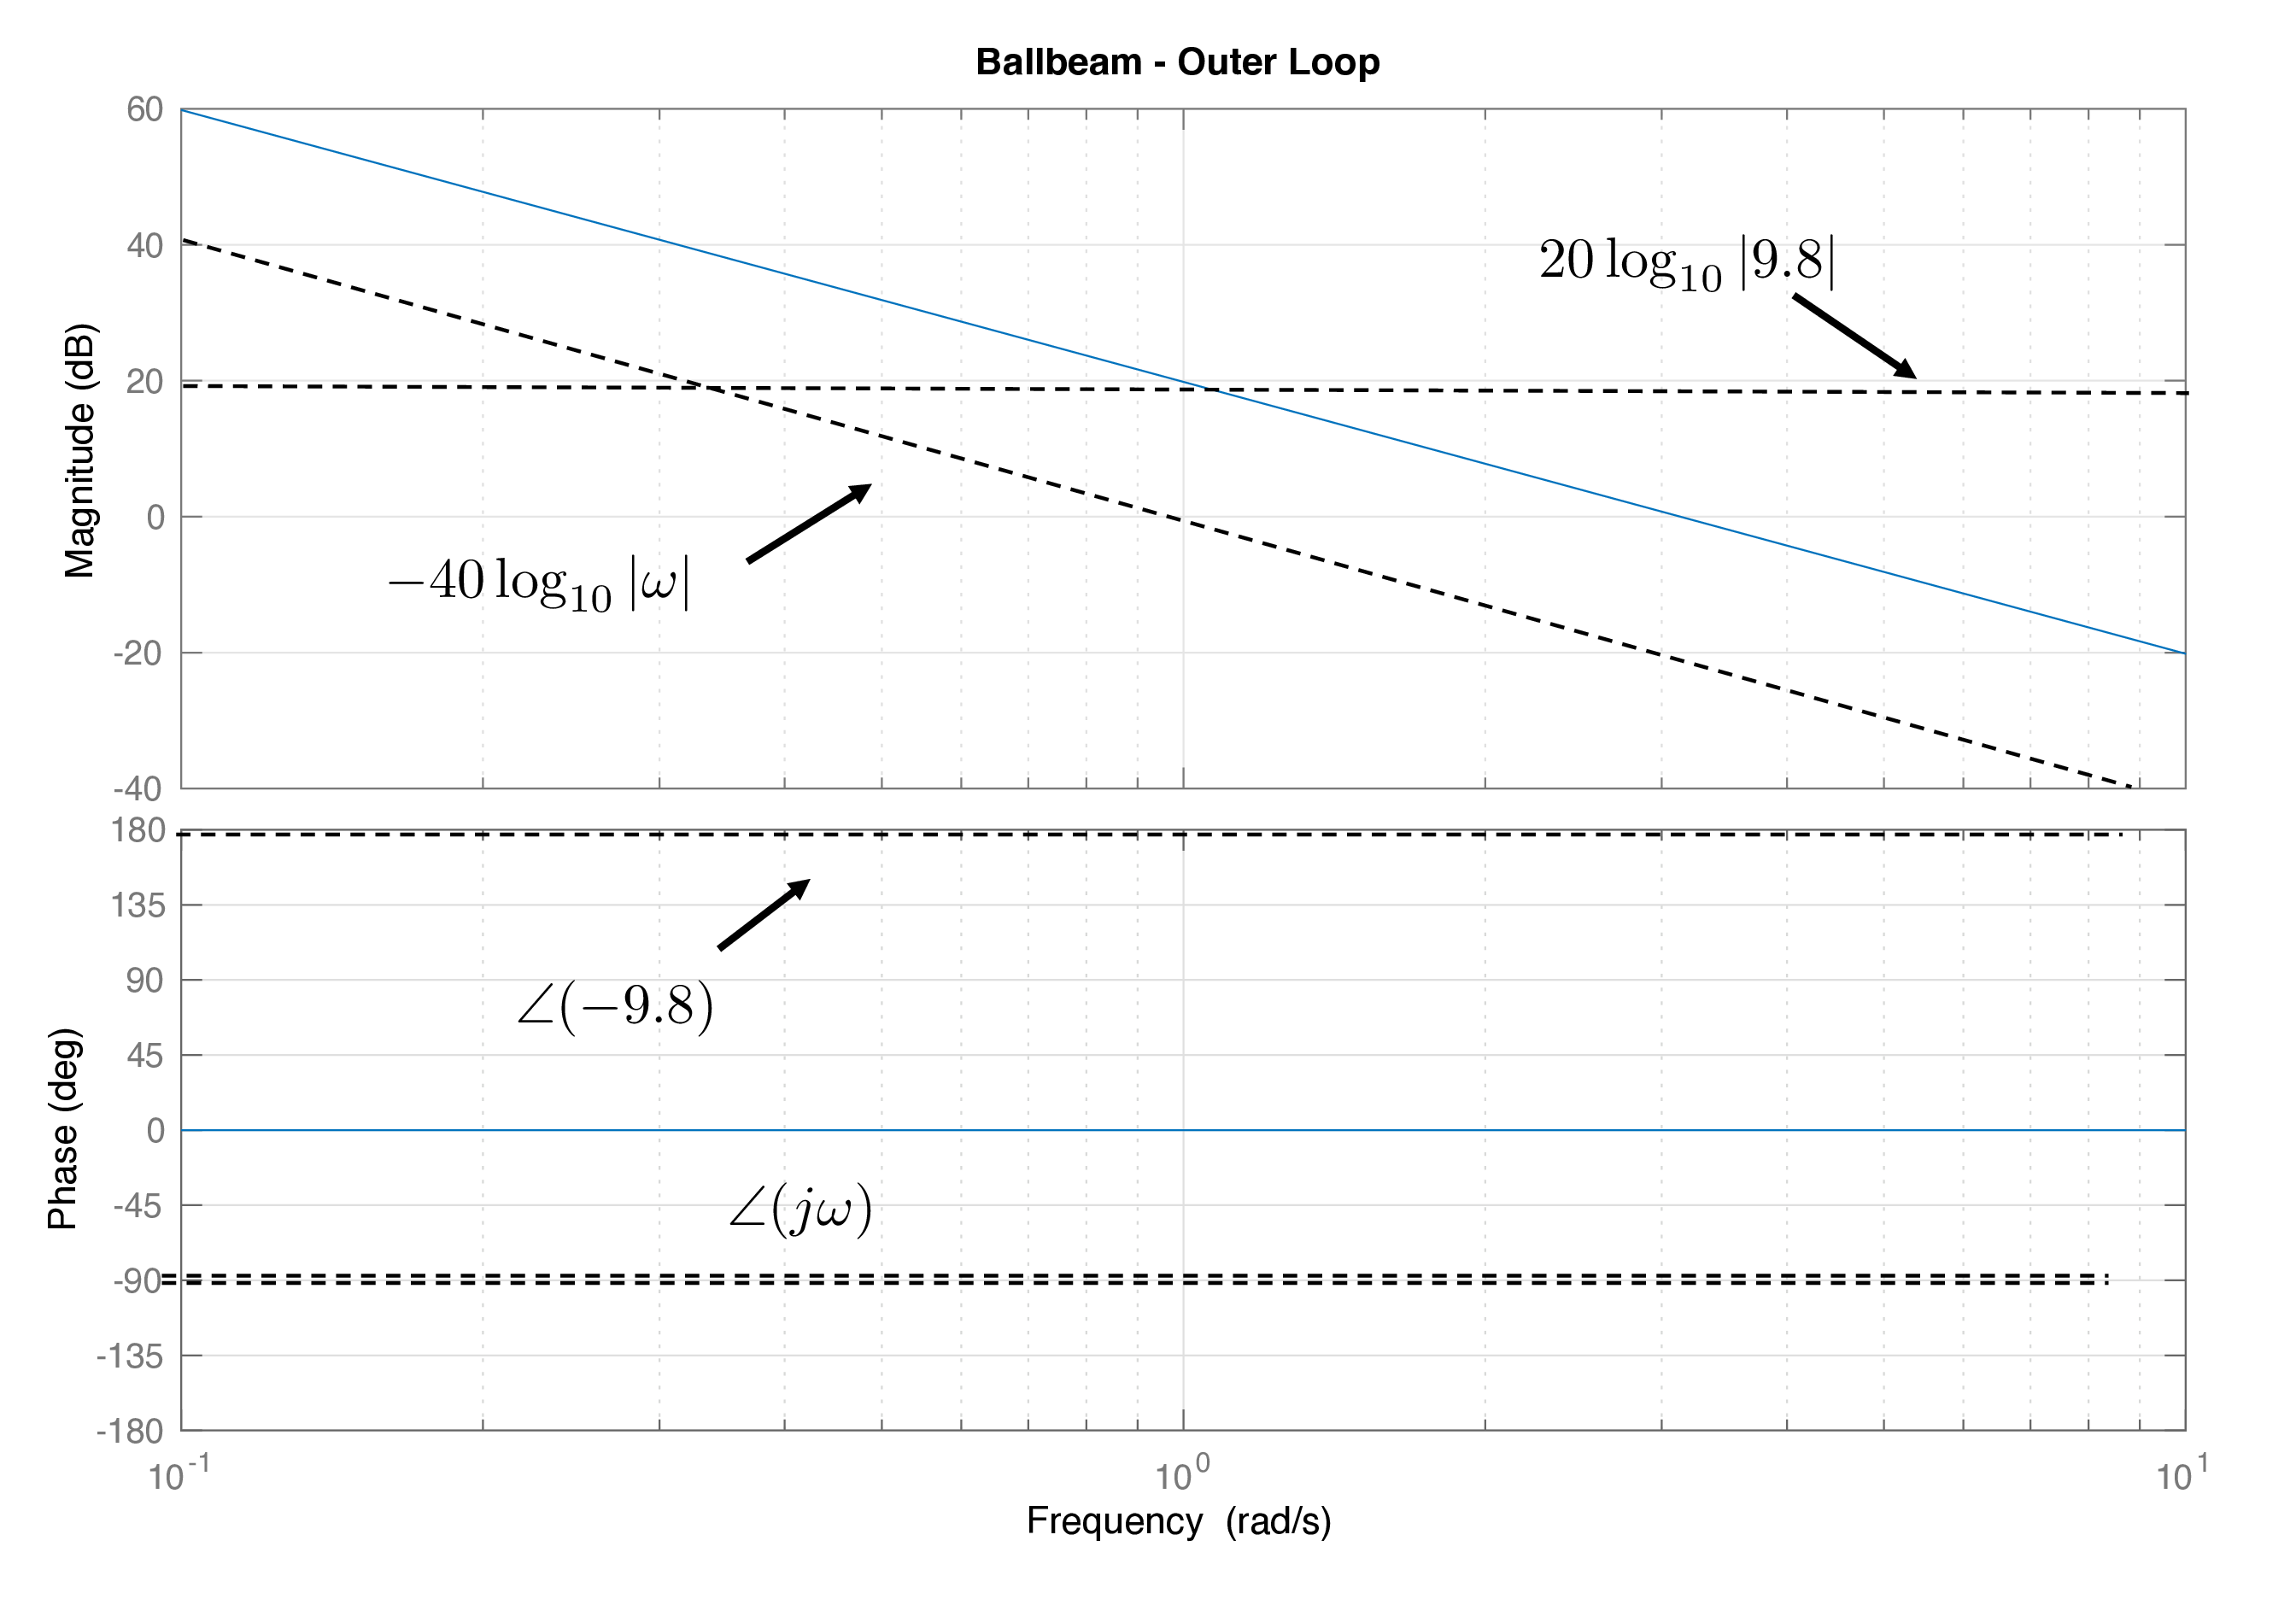 Ballbeam - Outer Loop
60
40
20
0
-20
-40
Magnitude (dB)
20 log₁₀ |9.8|
−40 log₁₀ |ω|
180
135
90
45
0
-45
-90
-135
-180
Phase (deg)
∠(−9.8)
∠(jω)
10⁻¹ 10⁰ 10¹
Frequency (rad/s)